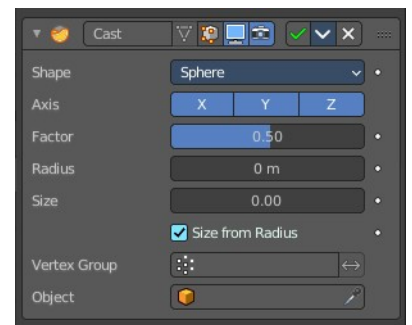 Cast
Shape Sphere
Axis X Y Z
Factor 0.50
Radius 0 m
Size 0.00
Size from Radius
Vertex Group
Object